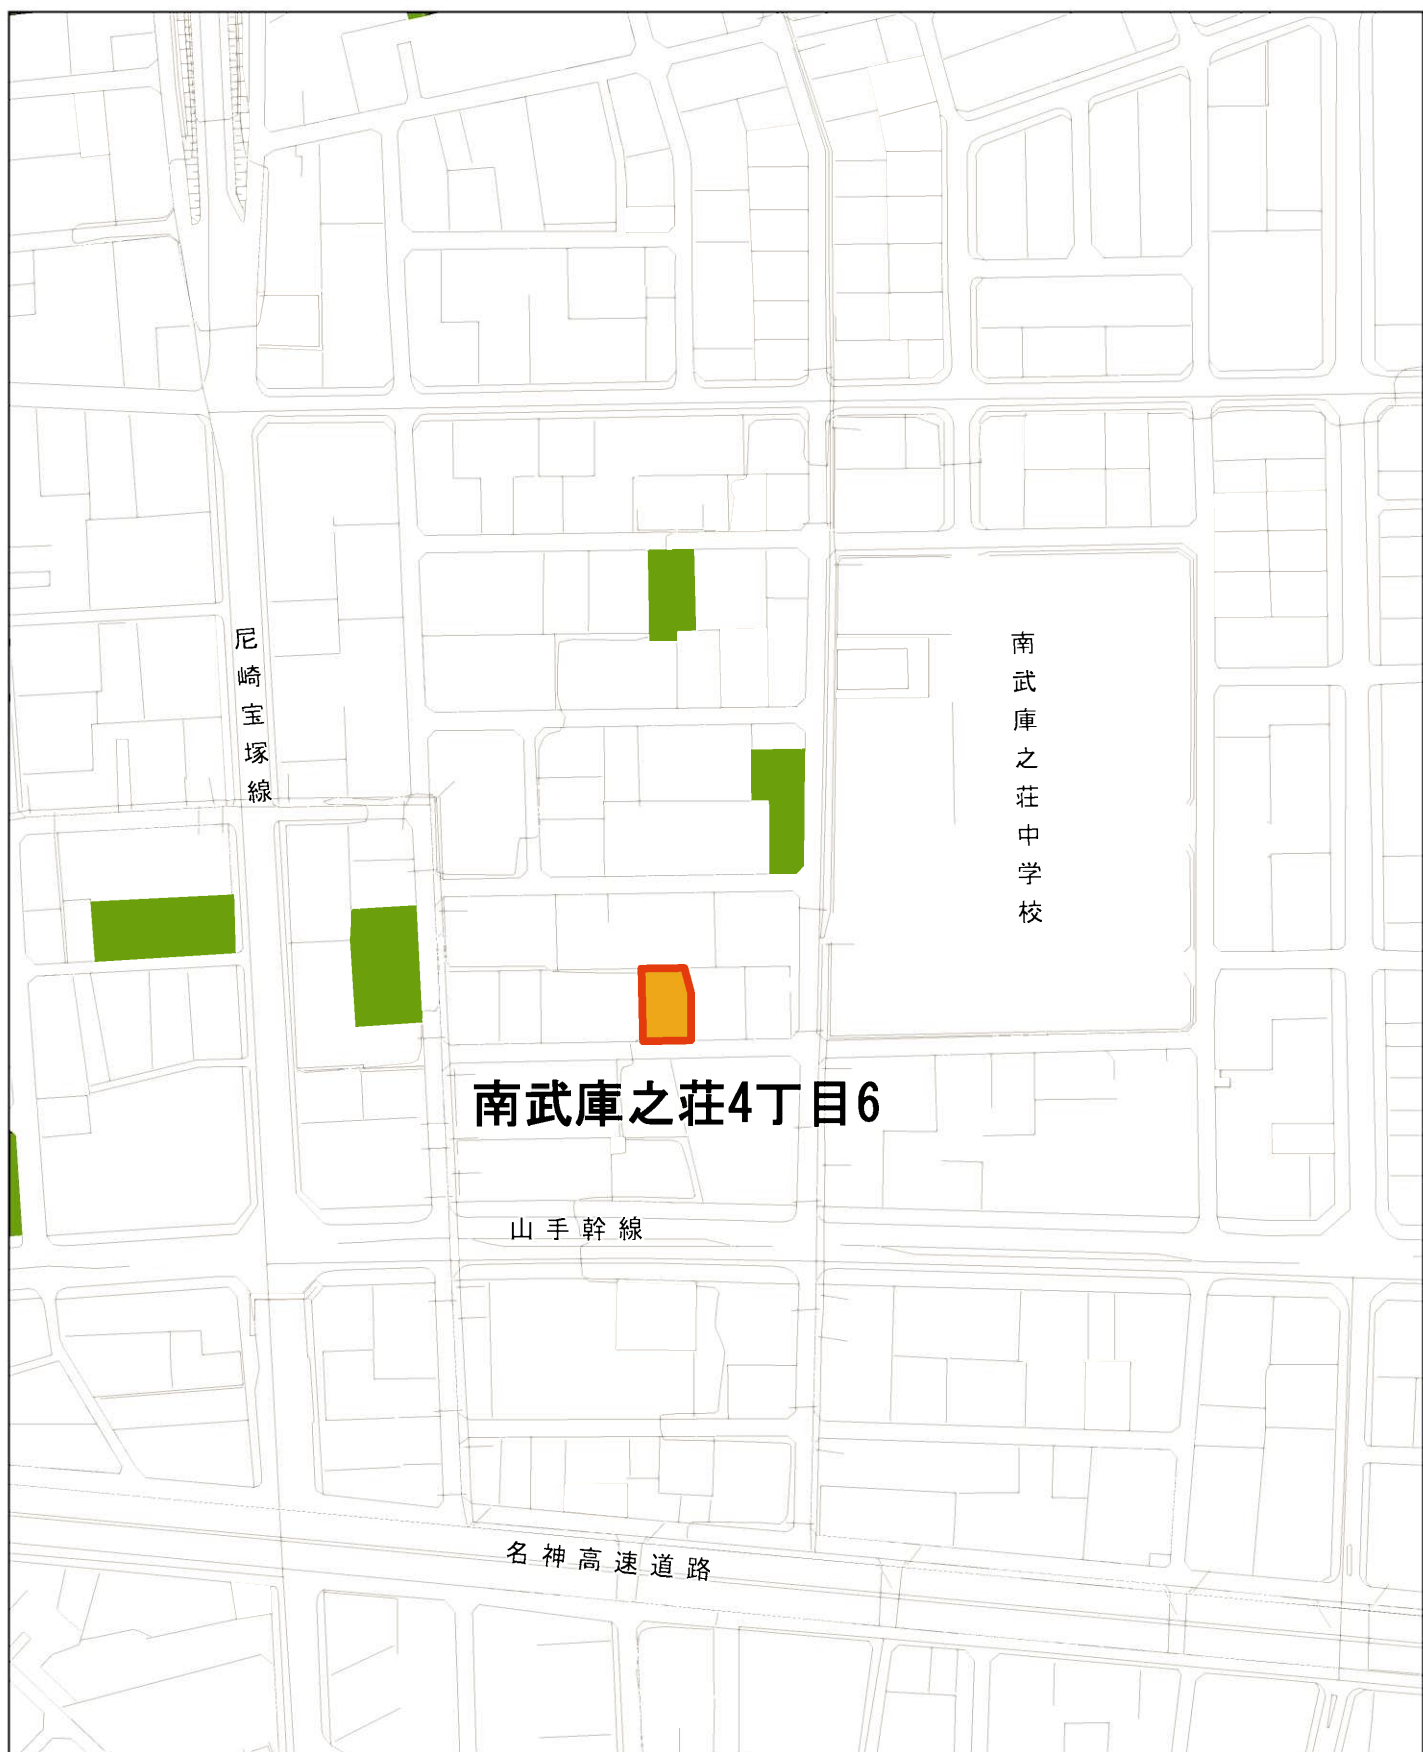 尼崎宝塚線
南武庫之荘中学校
南武庫之荘4丁目6
山手幹線
名神高速道路